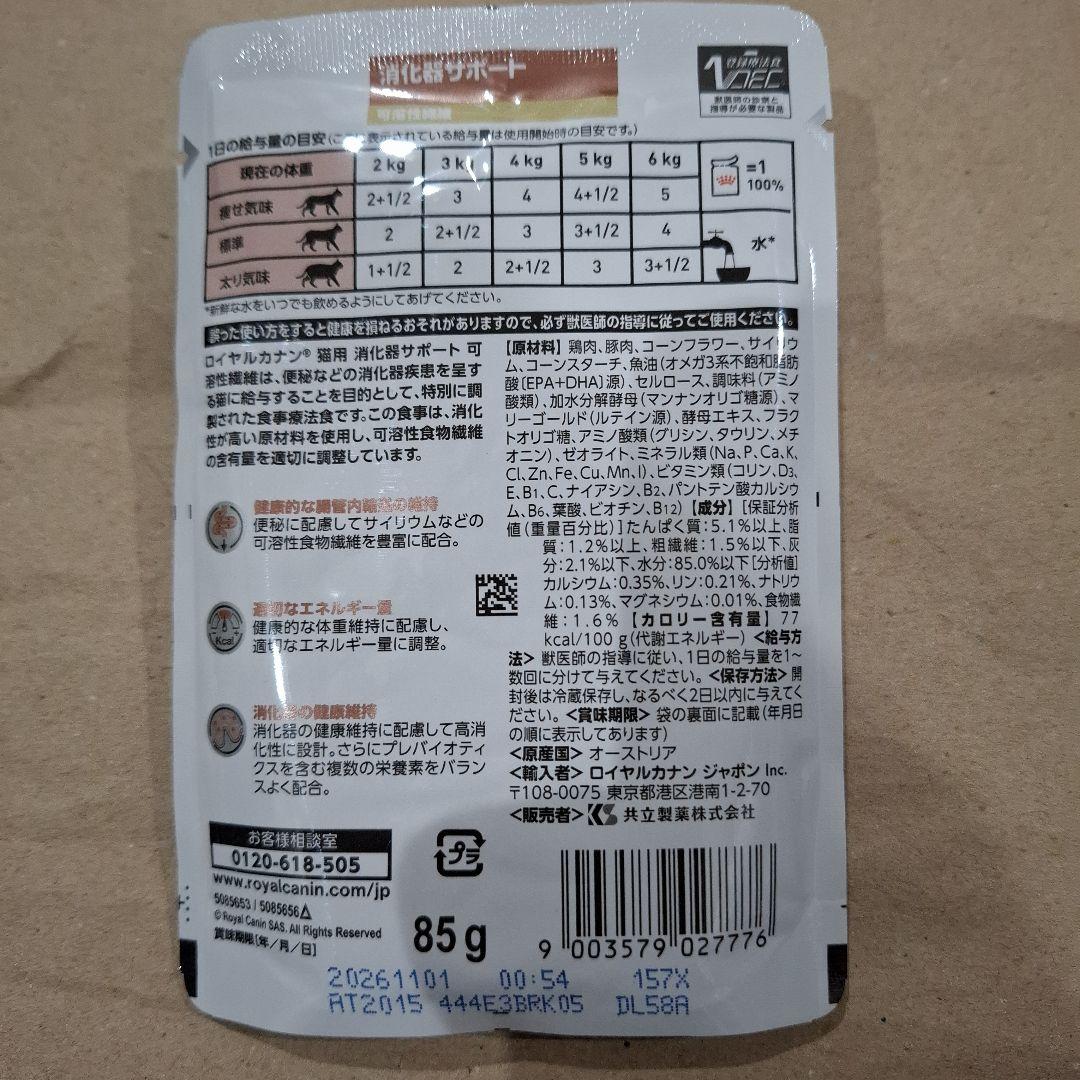 消化器サポート
可溶性繊維
登録療法食
VDEC
獣医師の診察と
指導が必要な製品
1日の給与量の目安(ここに表示されている給与量は使用開始時の目安です。)
現在の体重 2 kg 3 kg 4 kg 5 kg 6 kg
痩せ気味 2+1/2 3 4 4+1/2 5
標準 2 2+1/2 3 3+1/2 4
太り気味 1+1/2 2 2+1/2 3 3+1/2
=1
100%
水*
*新鮮な水をいつでも飲めるようにしてあげてください。
誤った使い方をすると健康を損ねるおそれがありますので、必ず獣医師の指導に従ってご使用ください。
ロイヤルカナン® 猫用 消化器サポート 可
溶性繊維は、便秘などの消化器疾患を呈す
る猫に給与することを目的として、特別に調
製された食事療法食です。この食事は、消化
性が高い原材料を使用し、可溶性食物繊維
の含有量を適切に調整しています。
健康的な腸管内輸送の維持
便秘に配慮してサイリウムなどの
可溶性食物繊維を豊富に配合。
Kcal
適切なエネルギー量
健康的な体重維持に配慮し、
適切なエネルギー量に調整。
消化器の健康維持
消化器の健康維持に配慮して高消
化性に設計。さらにプレバイオティ
クスを含む複数の栄養素をバラン
スよく配合。
【原材料】鶏肉、豚肉、コーンフラワー、サイリウ
ム、コーンスターチ、魚油(オメガ3系不飽和脂肪
酸〔EPA+DHA〕源)、セルロース、調味料(アミノ
酸類)、加水分解酵母(マンナンオリゴ糖源)、マ
リーゴールド(ルテイン源)、酵母エキス、フラク
トオリゴ糖、アミノ酸類(グリシン、タウリン、メチ
オニン)、ゼオライト、ミネラル類(Na、P、Ca、K、
Cl、Zn、Fe、Cu、Mn、I)、ビタミン類(コリン、D3、
E、B1、C、ナイアシン、B2、パントテン酸カルシウ
ム、B6、葉酸、ビオチン、B12)【成分】[保証分析
値(重量百分比)]たんぱく質:5.1%以上、脂
質:1.2%以上、粗繊維:1.5%以下、灰
分:2.1%以下、水分:85.0%以下[分析値]
カルシウム:0.35%、リン:0.21%、ナトリウ
ム:0.13%、マグネシウム:0.01%、食物繊
維:1.6%【カロリー含有量】77
kcal/100 g(代謝エネルギー)<給与方
法> 獣医師の指導に従い、1日の給与量を1~
数回に分けて与えてください。<保存方法> 開
封後は冷蔵保存し、なるべく2日以内に与えてく
ださい。<賞味期限> 袋の裏面に記載(年月日
の順に表示してあります)
<原産国> オーストリア
<輸入者> ロイヤルカナン ジャポン Inc.
〒108-0075 東京都港区港南1-2-70
<販売者> KS 共立製薬株式会社
お客様相談室
0120-618-505
www.royalcanin.com/jp
5085653 / 5085656
© Royal Canin SAS. All Rights Reserved
賞味期限[年/月/日]
プラ
85 g
9 003579 027776
20261101 00:54 157X
AT2015 444E3BRK05 DL58A